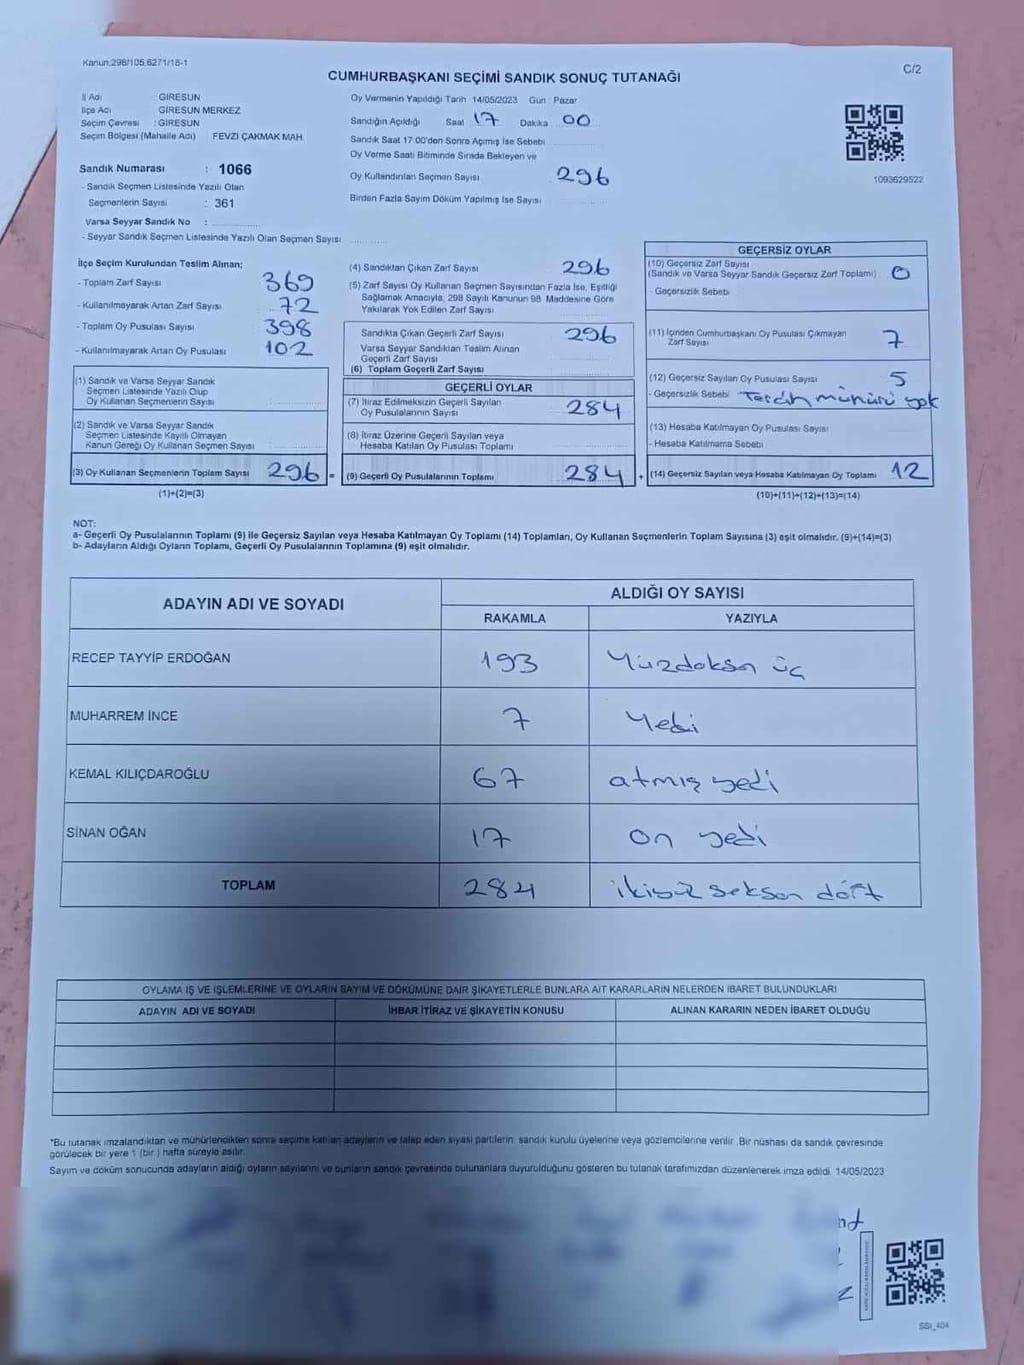 Kanun:298/105,6271/18-1
C/2
CUMHURBAŞKANI SEÇİMİ SANDIK SONUÇ TUTANAĞI
İl Adı : GİRESUN
İlçe Adı : GİRESUN MERKEZ
Seçim Çevresi : GİRESUN
Seçim Bölgesi (Mahalle Adı) FEVZİ ÇAKMAK MAH.
Sandık Numarası : 1066
- Sandık Seçmen Listesinde Yazılı Olan
Seçmenlerin Sayısı : 361
Varsa Seyyar Sandık No :
- Seyyar Sandık Seçmen Listesinde Yazılı Olan Seçmen Sayısı
Oy Vermenin Yapıldığı Tarih 14/05/2023 Gün : Pazar
Sandığın Açıldığı Saat 17 Dakika 00
Sandık Saat 17:00'den Sonra Açımış İse Sebebi
Oy Verme Saati Bitiminde Sırada Bekleyen ve
Oy Kullandırılan Seçmen Sayısı 296
Birden Fazla Sayım Döküm Yapılmış İse Sayısı
1093629522
İlçe Seçim Kurulundan Teslim Alınan;
- Toplam Zarf Sayısı 369
- Kullanılmayarak Artan Zarf Sayısı 72
- Toplam Oy Pusulası Sayısı 398
- Kullanılmayarak Artan Oy Pusulası 102
(1) Sandık ve Varsa Seyyar Sandık
Seçmen Listesinde Yazılı Olup
Oy Kullanan Seçmenlerin Sayısı
(2) Sandık ve Varsa Seyyar Sandık
Seçmen Listesinde Kayıtlı Olmayan
Kanun Gereği Oy Kullanan Seçmen Sayısı
(3) Oy Kullanan Seçmenlerin Toplam Sayısı 296 =
(1)+(2)=(3)
(4) Sandıktan Çıkan Zarf Sayısı 296
(5) Zarf Sayısı Oy Kullanan Seçmen Sayısından Fazla İse, Eşitliği
Sağlamak Amacıyla, 298 Sayılı Kanunun 98 Maddesine Göre
Yakılarak Yok Edilen Zarf Sayısı
Sandıkta Çıkan Geçerli Zarf Sayısı 296
Varsa Seyyar Sandıktan Teslim Alınan
Geçerli Zarf Sayısı
(6) Toplam Geçerli Zarf Sayısı
GEÇERLİ OYLAR
(7) İtiraz Edilmeksizin Geçerli Sayılan
Oy Pusulalarının Sayısı 284
(8) İtiraz Üzerine Geçerli Sayılan veya
Hesaba Katılan Oy Pusulası Toplamı
(9) Geçerli Oy Pusulalarının Toplamı 284 +
GEÇERSİZ OYLAR
(10) Geçersiz Zarf Sayısı
(Sandık ve Varsa Seyyar Sandık Geçersiz Zarf Toplamı) 0
- Geçersizlik Sebebi
(11) İçinden Cumhurbaşkanı Oy Pusulası Çıkmayan
Zarf Sayısı 7
(12) Geçersiz Sayılan Oy Pusulası Sayısı 5
- Geçersizlik Sebebi Tercih mührü yok
(13) Hesaba Katılmayan Oy Pusulası Sayısı
- Hesaba Katılmama Sebebi
(14) Geçersiz Sayılan veya Hesaba Katılmayan Oy Toplamı 12
(10)+(11)+(12)+(13)=(14)
NOT:
a- Geçerli Oy Pusulalarının Toplamı (9) ile Geçersiz Sayılan veya Hesaba Katılmayan Oy Toplamı (14) Toplamları, Oy Kullanan Seçmenlerin Toplam Sayısına (3) eşit olmalıdır. (9)+(14)=(3)
b- Adayların Aldığı Oyların Toplamı, Geçerli Oy Pusulalarının Toplamına (9) eşit olmalıdır.
ADAYIN ADI VE SOYADI ALDIĞI OY SAYISI
RAKAMLA YAZIYLA
RECEP TAYYİP ERDOĞAN 193 Yüzdoksan üç
MUHARREM İNCE 7 Yedi
KEMAL KILIÇDAROĞLU 67 atmış yedi
SİNAN OĞAN 17 on yedi
TOPLAM 284 ikiyüz seksen dört
OYLAMA İŞ VE İŞLEMLERİNE VE OYLARIN SAYIM VE DÖKÜMÜNE DAİR ŞİKAYETLERLE BUNLARA AİT KARARLARIN NELERDEN İBARET BULUNDUKLARI
ADAYIN ADI VE SOYADI İHBAR İTİRAZ VE ŞİKAYETİN KONUSU ALINAN KARARIN NEDEN İBARET OLDUĞU
*Bu tutanak imzalandıktan ve mühürlendikten sonra seçime katılan adayların ve talep eden siyasi partilerin sandık kurulu üyelerine veya gözlemcilerine verilir. Bir nüshası da sandık çevresinde
görülecek bir yere 1 (bir ) hafta süreyle asılır.
Sayım ve döküm sonucunda adayların aldığı oyların sayılarını ve bunların sandık çevresinde bulunanlara duyurulduğunu gösteren bu tutanak tarafımızdan düzenlenerek imza edildi. 14/05/2023